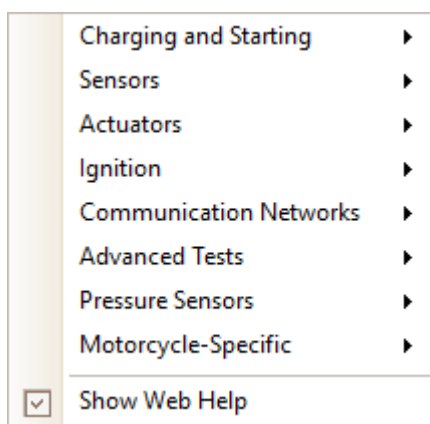 Charging and Starting
Sensors
Actuators
Ignition
Communication Networks
Advanced Tests
Pressure Sensors
Motorcycle-Specific
Show Web Help